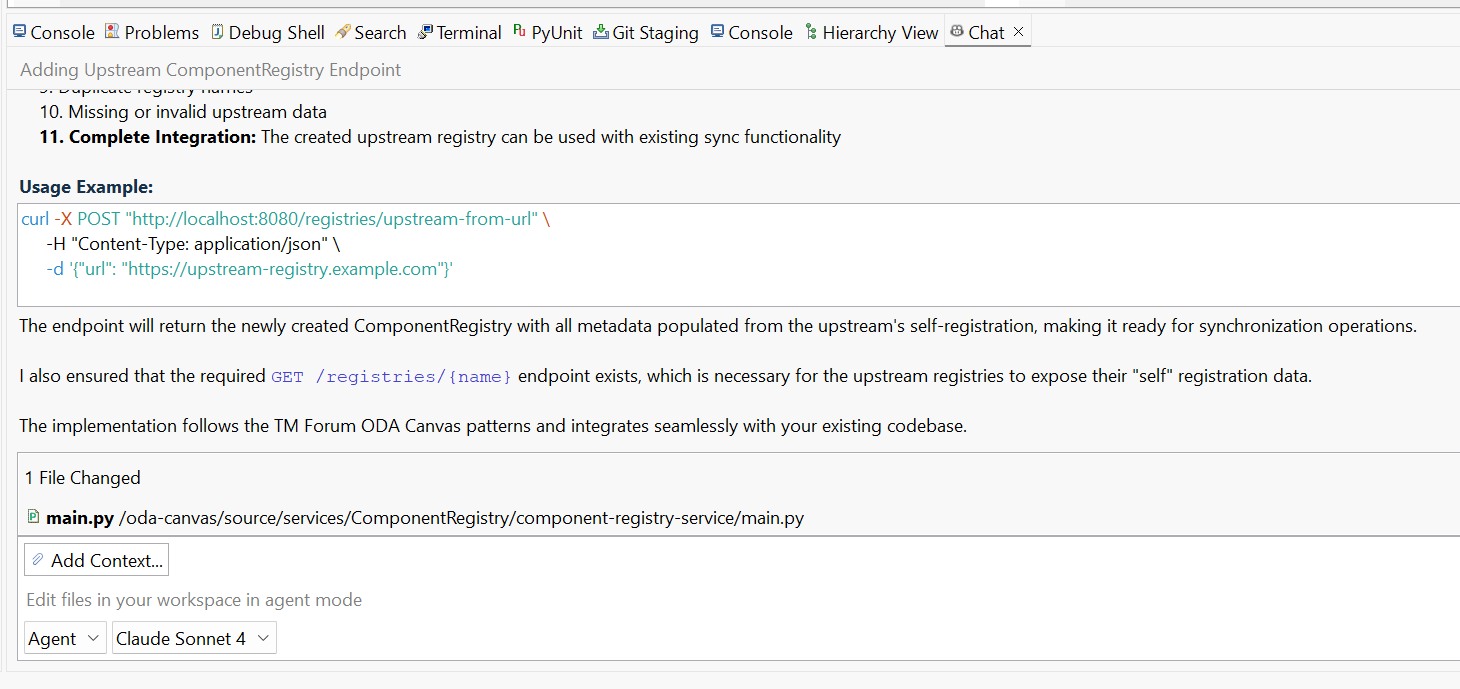 Console Problems Debug Shell Search Terminal PyUnit Git Staging Console Hierarchy View Chat
Adding Upstream ComponentRegistry Endpoint
9. Duplicate registry names
10. Missing or invalid upstream data
11. Complete Integration: The created upstream registry can be used with existing sync functionality
Usage Example:
curl -X POST "http://localhost:8080/registries/upstream-from-url" \
-H "Content-Type: application/json" \
-d '{"url": "https://upstream-registry.example.com"}'
The endpoint will return the newly created ComponentRegistry with all metadata populated from the upstream's self-registration, making it ready for synchronization operations.
I also ensured that the required GET /registries/{name} endpoint exists, which is necessary for the upstream registries to expose their "self" registration data.
The implementation follows the TM Forum ODA Canvas patterns and integrates seamlessly with your existing codebase.
1 File Changed
main.py /oda-canvas/source/services/ComponentRegistry/component-registry-service/main.py
Add Context...
Edit files in your workspace in agent mode
Agent Claude Sonnet 4